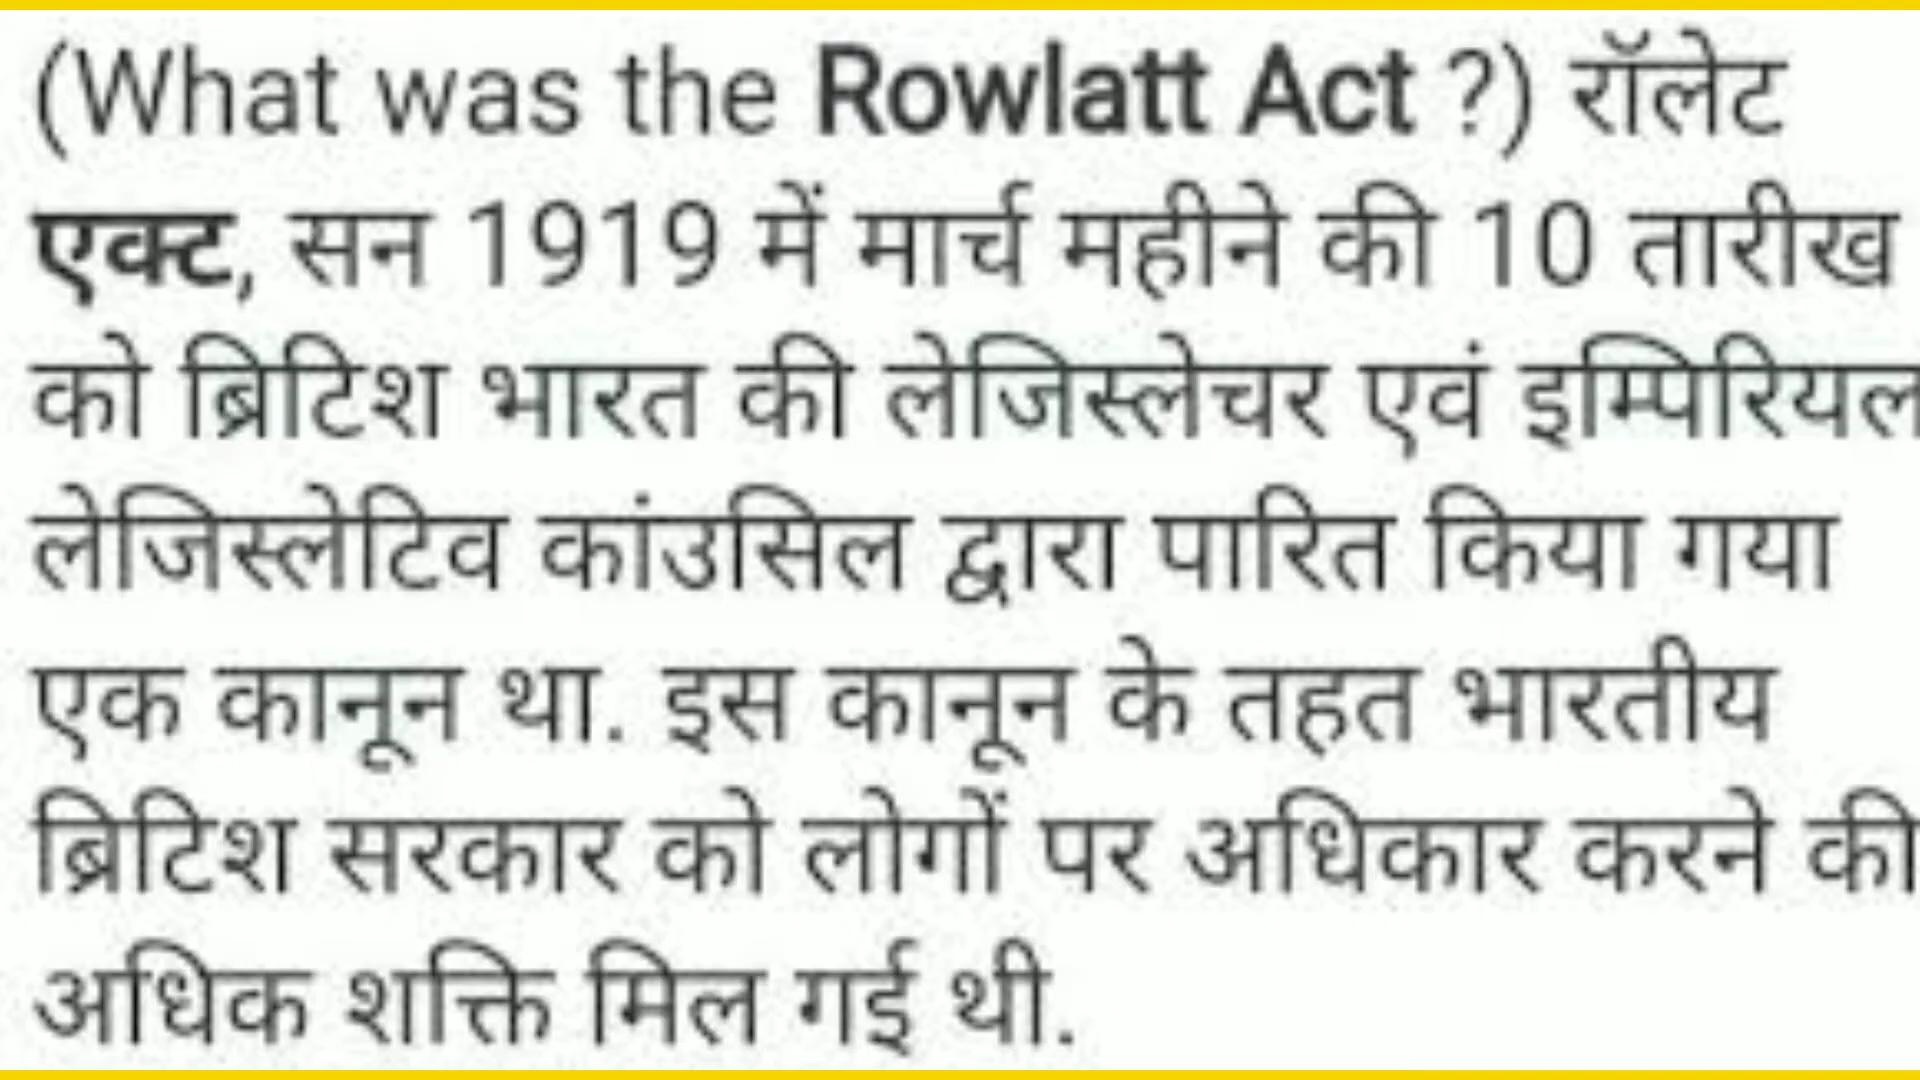 (What was the Rowlatt Act ?) रॉलेट
एक्ट, सन 1919 में मार्च महीने की 10 तारीख
को ब्रिटिश भारत की लेजिस्लेचर एवं इम्पिरियल
लेजिस्लेटिव कांउसिल द्वारा पारित किया गया
एक कानून था. इस कानून के तहत भारतीय
ब्रिटिश सरकार को लोगों पर अधिकार करने की
अधिक शक्ति मिल गई थी.